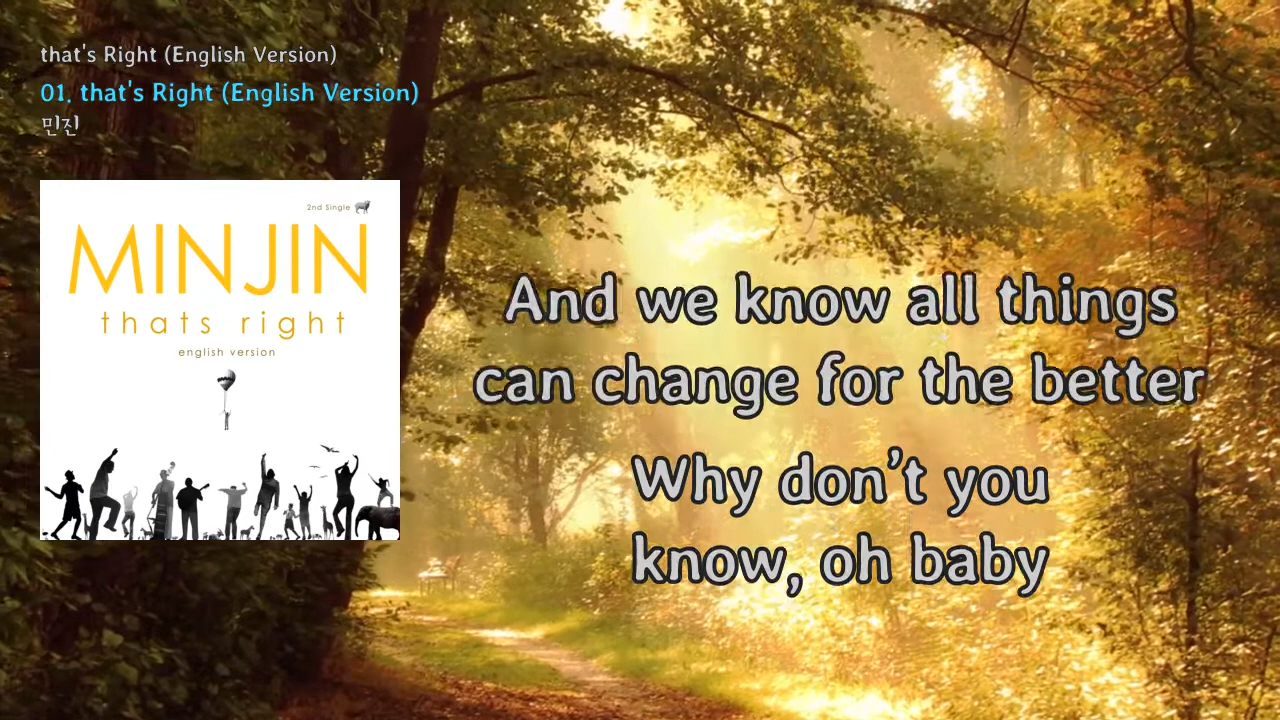 that's Right (English Version)
01. that's Right (English Version)
민진
2nd Single
MINJIN
thats right
english version
And we know all things
can change for the better
Why don't you
know, oh baby